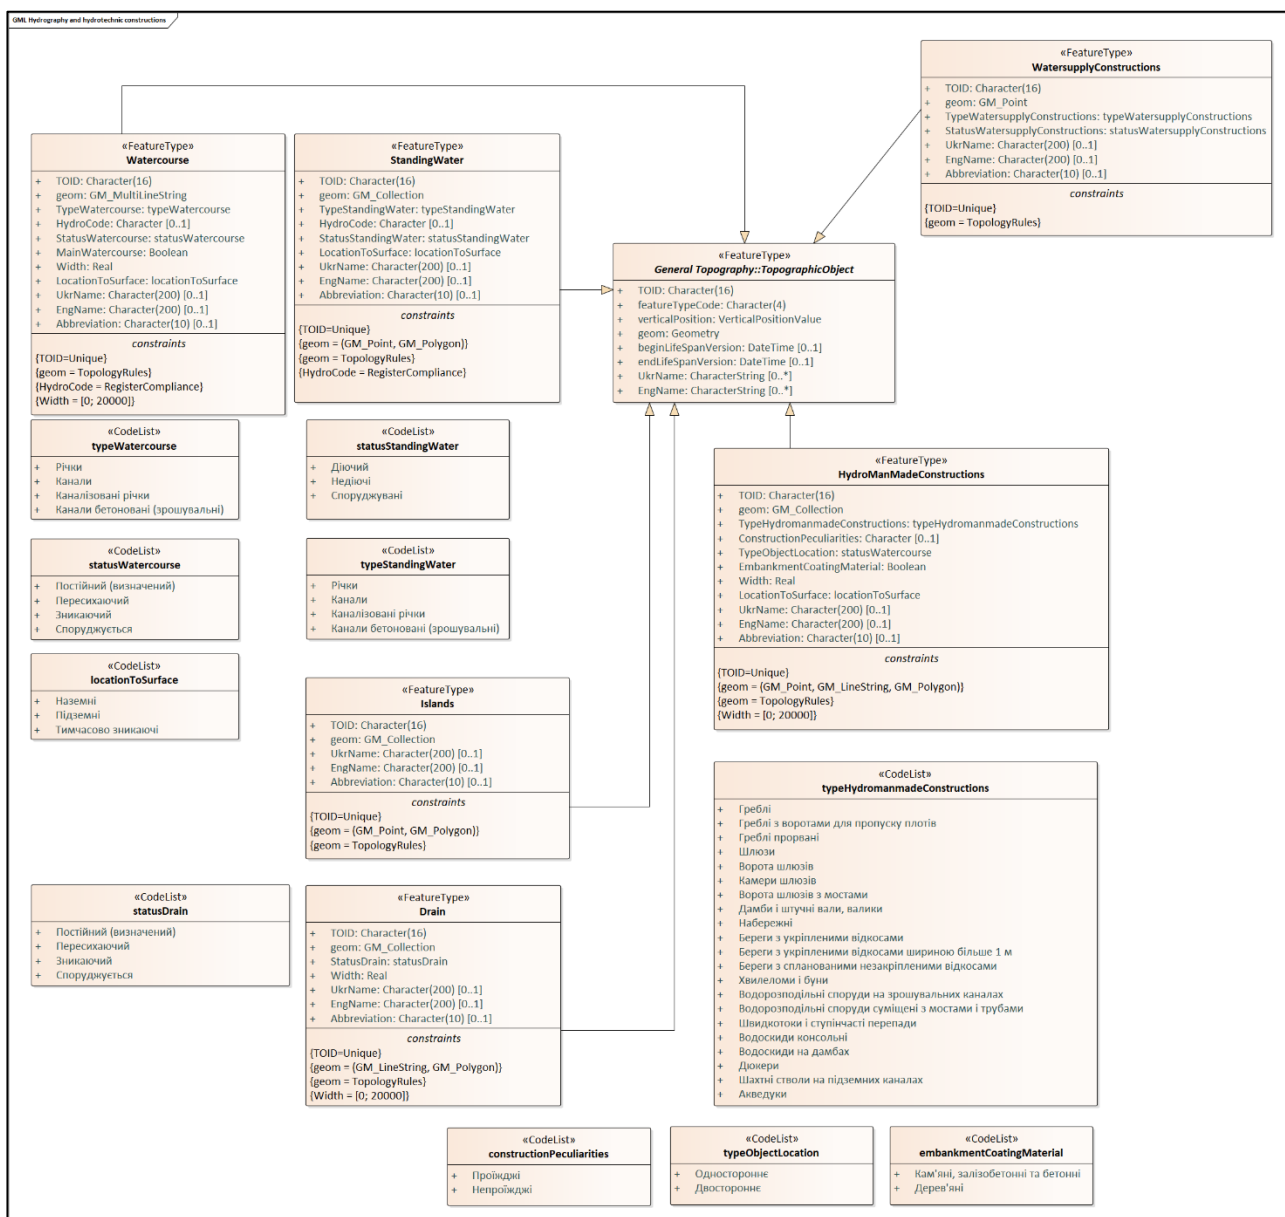 GML Hydrography and hydrotechnic constructions
«FeatureType»
WatersupplyConstructions
+ TOID: Character(16)
+ geom: GM_Point
+ TypeWatersupplyConstructions: typeWatersupplyConstructions
+ StatusWatersupplyConstructions: statusWatersupplyConstructions
+ UkrName: Character(200) [0..1]
+ EngName: Character(200) [0..1]
+ Abbreviation: Character(10) [0..1]
constraints
{TOID=Unique}
{geom = TopologyRules}
«FeatureType»
Watercourse
+ TOID: Character(16)
+ geom: GM_MultiLineString
+ TypeWatercourse: typeWatercourse
+ HydroCode: Character [0..1]
+ StatusWatercourse: statusWatercourse
+ MainWatercourse: Boolean
+ Width: Real
+ LocationToSurface: locationToSurface
+ UkrName: Character(200) [0..1]
+ EngName: Character(200) [0..1]
+ Abbreviation: Character(10) [0..1]
constraints
{TOID=Unique}
{geom = TopologyRules}
{HydroCode = RegisterCompliance}
{Width = [0; 20000]}
«FeatureType»
StandingWater
+ TOID: Character(16)
+ geom: GM_Collection
+ TypeStandingWater: typeStandingWater
+ HydroCode: Character [0..1]
+ StatusStandingWater: statusStandingWater
+ LocationToSurface: locationToSurface
+ UkrName: Character(200) [0..1]
+ EngName: Character(200) [0..1]
+ Abbreviation: Character(10) [0..1]
constraints
{TOID=Unique}
{geom = {GM_Point, GM_Polygon}}
{geom = TopologyRules}
{HydroCode = RegisterCompliance}
«FeatureType»
General Topography::TopographicObject
+ TOID: Character(16)
+ featureTypeCode: Character(4)
+ verticalPosition: VerticalPositionValue
+ geom: Geometry
+ beginLifeSpanVersion: DateTime [0..1]
+ endLifeSpanVersion: DateTime [0..1]
+ UkrName: CharacterString [0..*]
+ EngName: CharacterString [0..*]
«CodeList»
typeWatercourse
+ Річки
+ Канали
+ Каналізовані річки
+ Канали бетоновані (зрошувальні)
«CodeList»
statusStandingWater
+ Діючий
+ Недіючі
+ Споруджувані
«FeatureType»
HydroManMadeConstructions
+ TOID: Character(16)
+ geom: GM_Collection
+ TypeHydromanmadeConstructions: typeHydromanmadeConstructions
+ ConstructionPeculiarities: Character [0..1]
+ TypeObjectLocation: statusWatercourse
+ EmbankmentCoatingMaterial: Boolean
+ Width: Real
+ LocationToSurface: locationToSurface
+ UkrName: Character(200) [0..1]
+ EngName: Character(200) [0..1]
+ Abbreviation: Character(10) [0..1]
constraints
{TOID=Unique}
{geom = {GM_Point, GM_LineString, GM_Polygon}}
{geom = TopologyRules}
{Width = [0; 20000]}
«CodeList»
statusWatercourse
+ Постійний (визначений)
+ Пересихаючий
+ Зникаючий
+ Споруджується
«CodeList»
typeStandingWater
+ Річки
+ Канали
+ Каналізовані річки
+ Канали бетоновані (зрошувальні)
«CodeList»
locationToSurface
+ Наземні
+ Підземні
+ Тимчасово зникаючі
«FeatureType»
Islands
+ TOID: Character(16)
+ geom: GM_Collection
+ UkrName: Character(200) [0..1]
+ EngName: Character(200) [0..1]
+ Abbreviation: Character(10) [0..1]
constraints
{TOID=Unique}
{geom = {GM_Point, GM_Polygon}}
{geom = TopologyRules}
«CodeList»
typeHydromanmadeConstructions
+ Греблі
+ Греблі з воротами для пропуску плотів
+ Греблі прорвані
+ Шлюзи
+ Ворота шлюзів
+ Камери шлюзів
+ Ворота шлюзів з мостами
+ Дамби і штучні вали, валики
+ Набережні
+ Береги з укріпленими відкосами
+ Береги з укріпленими відкосами шириною більше 1 м
+ Береги з спланованими незакріпленими відкосами
+ Хвилеломи і буни
+ Водорозподільні споруди на зрошувальних каналах
+ Водорозподільні споруди суміщені з мостами і трубами
+ Швидкотоки і ступінчасті перепади
+ Водоскиди консольні
+ Водоскиди на дамбах
+ Дюкери
+ Шахтні стволи на підземних каналах
+ Акведуки
«CodeList»
statusDrain
+ Постійний (визначений)
+ Пересихаючий
+ Зникаючий
+ Споруджується
«FeatureType»
Drain
+ TOID: Character(16)
+ geom: GM_Collection
+ StatusDrain: statusDrain
+ Width: Real
+ UkrName: Character(200) [0..1]
+ EngName: Character(200) [0..1]
+ Abbreviation: Character(10) [0..1]
constraints
{TOID=Unique}
{geom = {GM_LineString, GM_Polygon}}
{geom = TopologyRules}
{Width = [0; 20000]}
«CodeList»
constructionPeculiarities
+ Проїжджі
+ Непроїжджі
«CodeList»
typeObjectLocation
+ Одностороннє
+ Двостороннє
«CodeList»
embankmentCoatingMaterial
+ Кам'яні, залізобетонні та бетонні
+ Дерев'яні